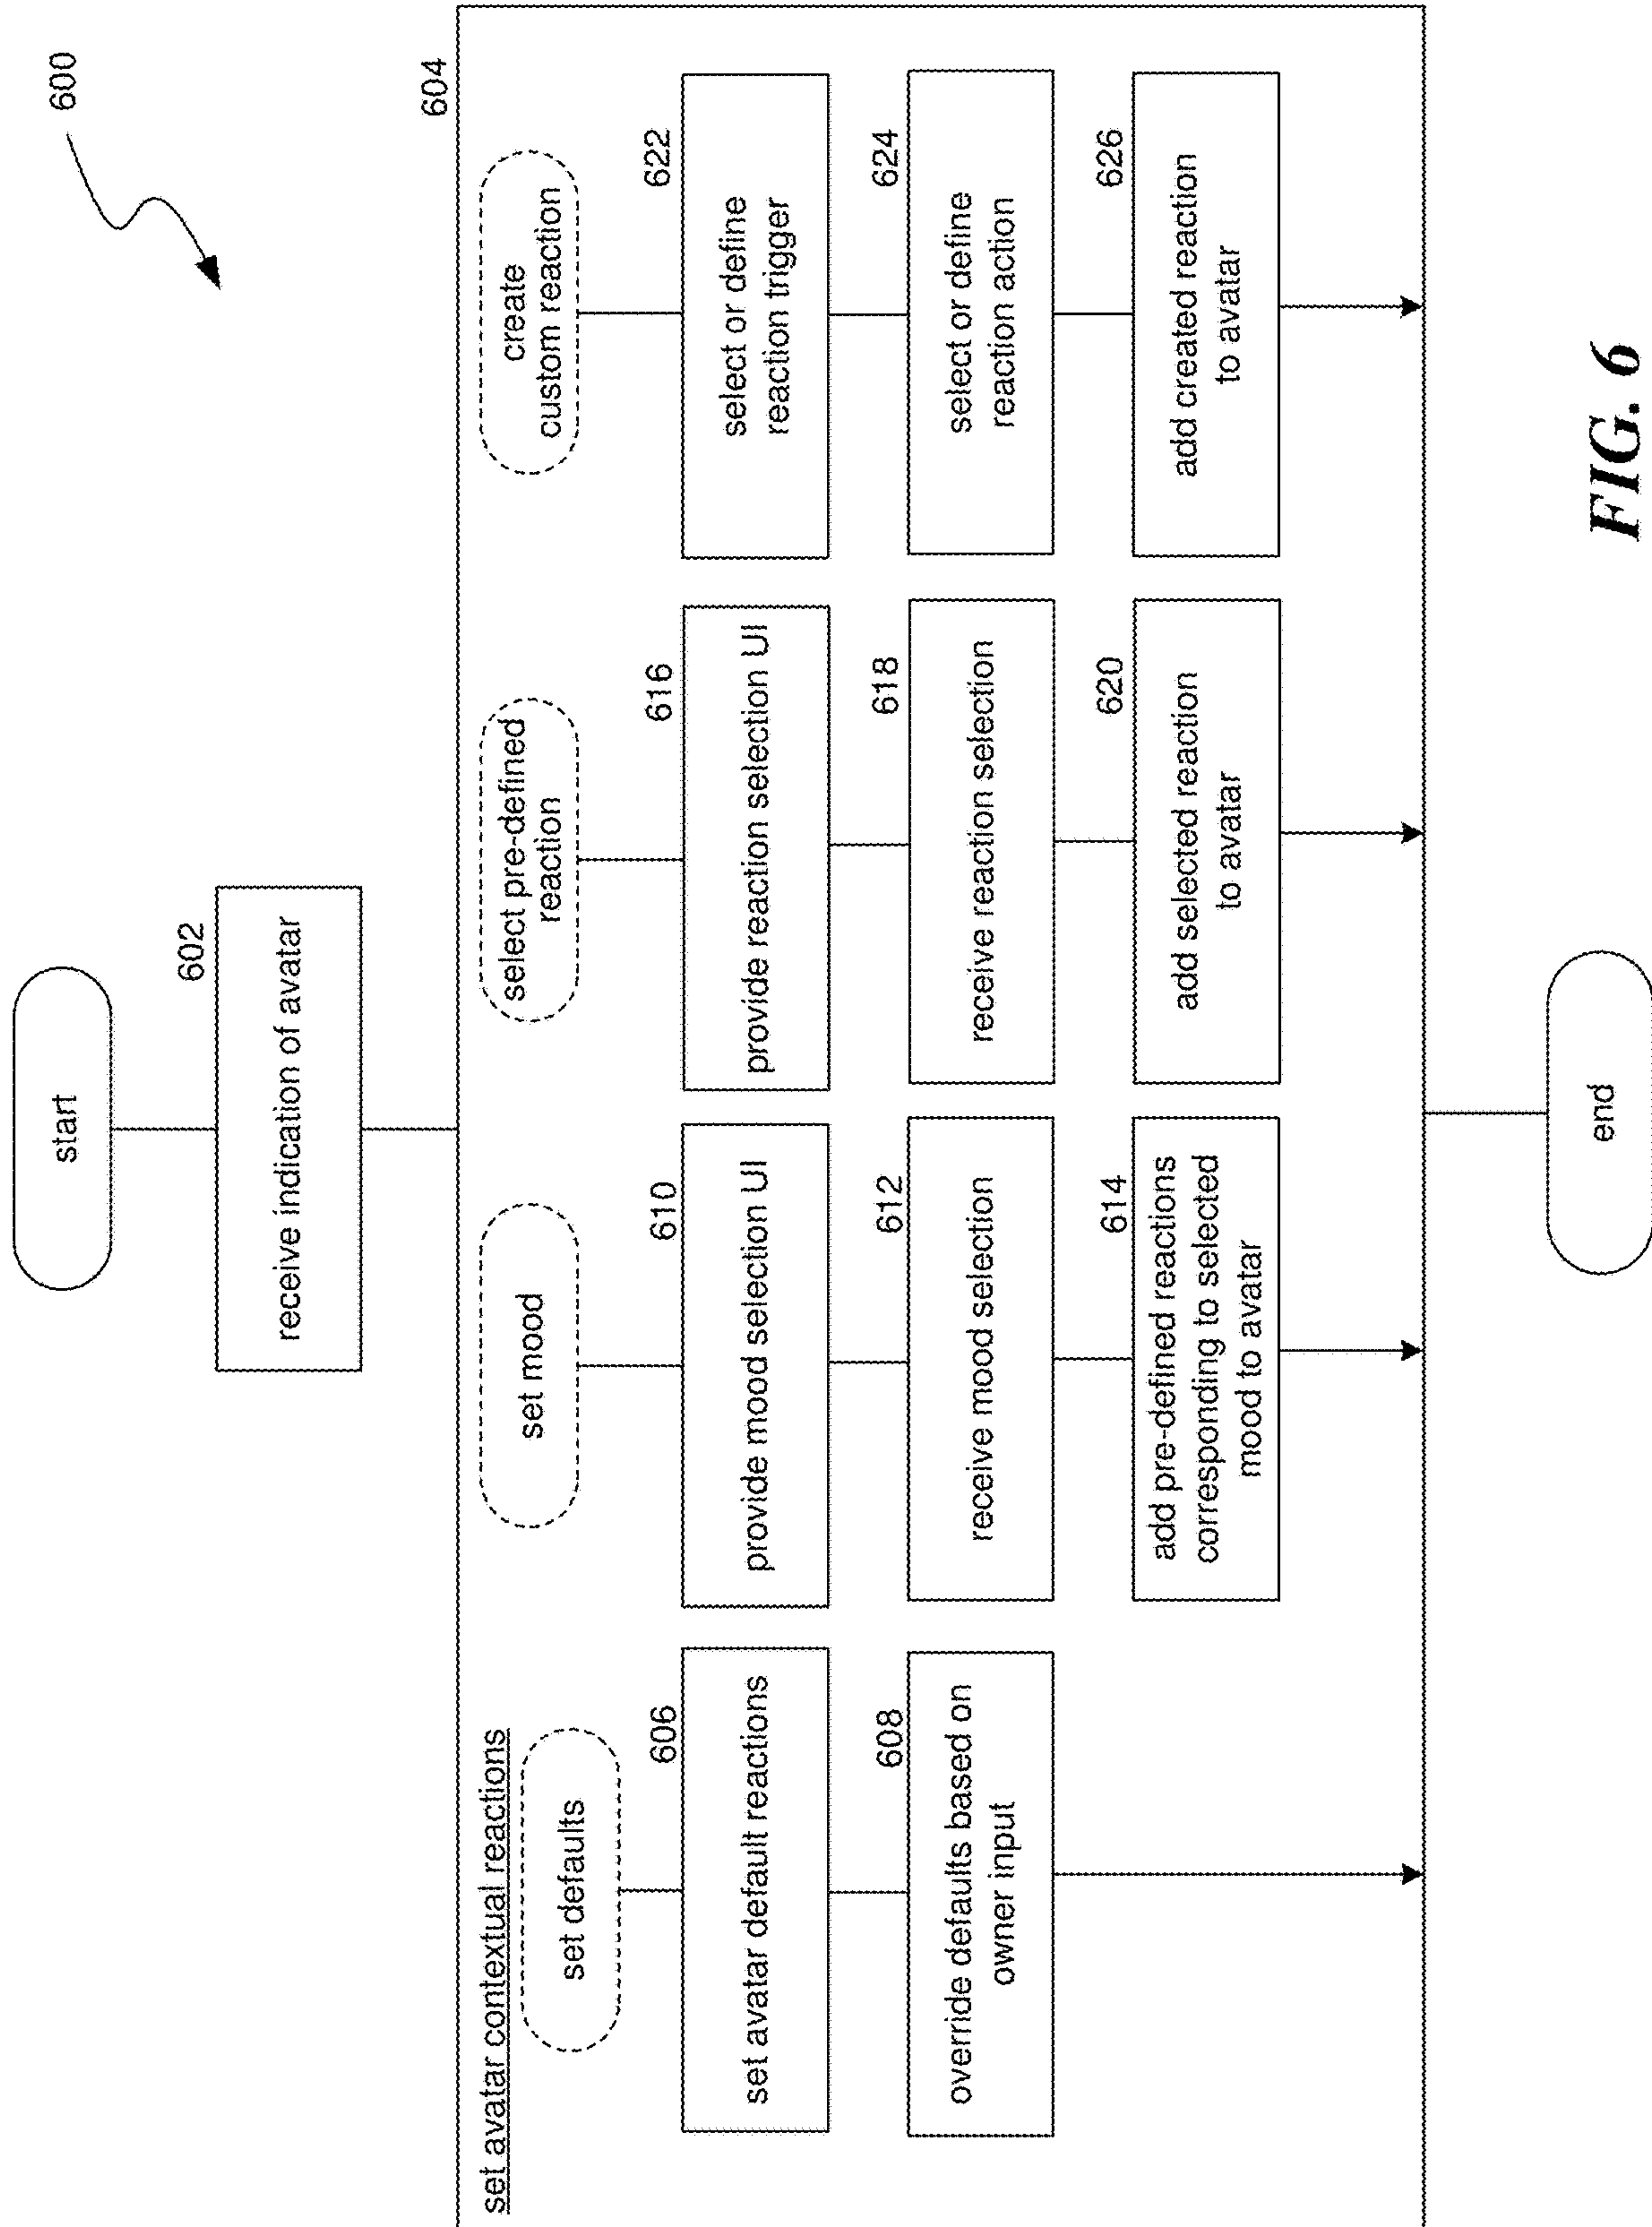 600
start
602
receive indication of avatar
604
set avatar contextual reactions
set defaults
606
set avatar default reactions
608
override defaults based on
owner input
set mood
610
provide mood selection UI
612
receive mood selection
614
add pre-defined reactions
corresponding to selected
mood to avatar
select pre-defined
reaction
616
provide reaction selection UI
618
receive reaction selection
620
add selected reaction
to avatar
create
custom reaction
622
select or define
reaction trigger
624
select or define
reaction action
626
add created reaction
to avatar
end
FIG. 6